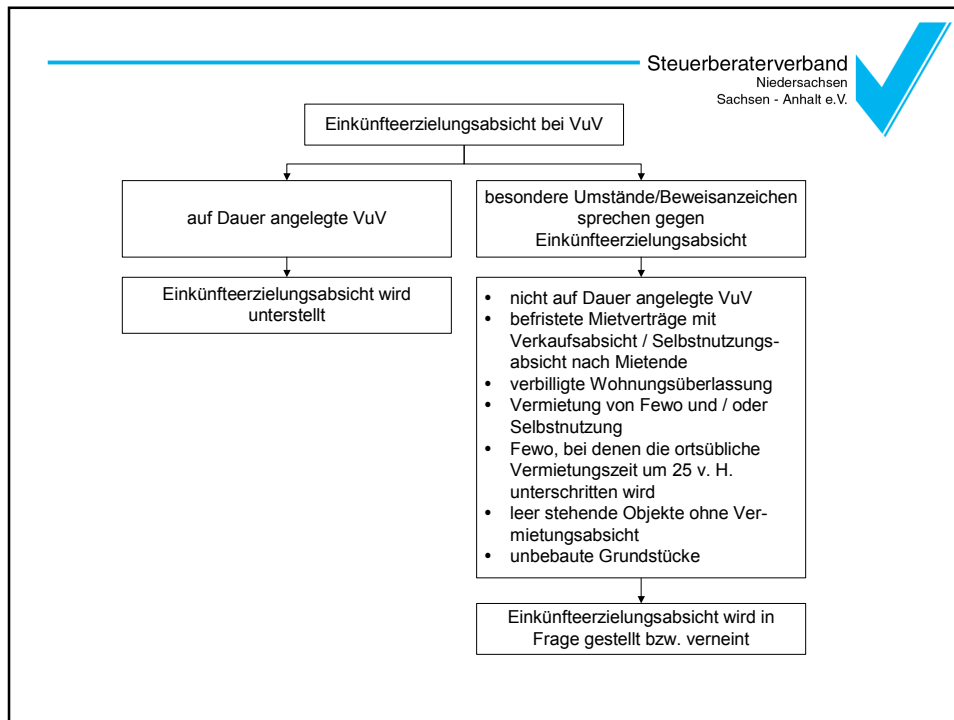 Steuerberaterverband
Niedersachsen
Sachsen - Anhalt e.V.
Einkünfteerzielungsabsicht bei VuV
auf Dauer angelegte VuV
besondere Umstände/Beweisanzeichen
sprechen gegen
Einkünfteerzielungsabsicht
Einkünfteerzielungsabsicht wird
unterstellt
• nicht auf Dauer angelegte VuV
• befristete Mietverträge mit
Verkaufsabsicht / Selbstnutzungs-
absicht nach Mietende
• verbilligte Wohnungsüberlassung
• Vermietung von Fewo und / oder
Selbstnutzung
• Fewo, bei denen die ortsübliche
Vermietungszeit um 25 v. H.
unterschritten wird
• leer stehende Objekte ohne Ver-
mietungsabsicht
• unbebaute Grundstücke
Einkünfteerzielungsabsicht wird in
Frage gestellt bzw. verneint